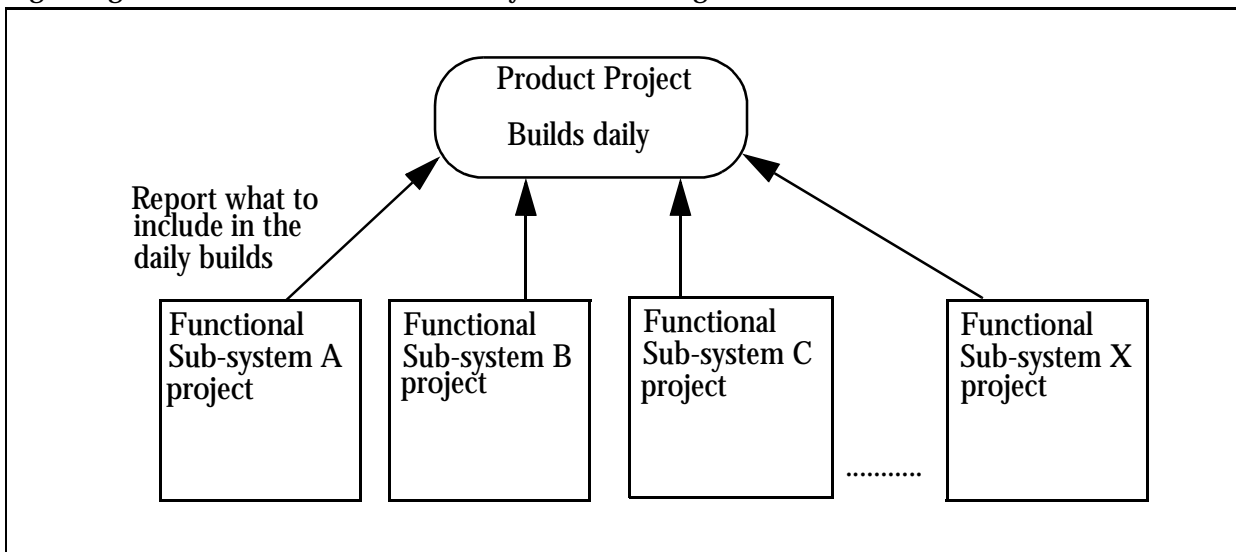 Product Project
Builds daily
Report what to
include in the
daily builds
Functional
Sub-system A
project
Functional
Sub-system B
project
Functional
Sub-system C
project
Functional
Sub-system X
project
...........